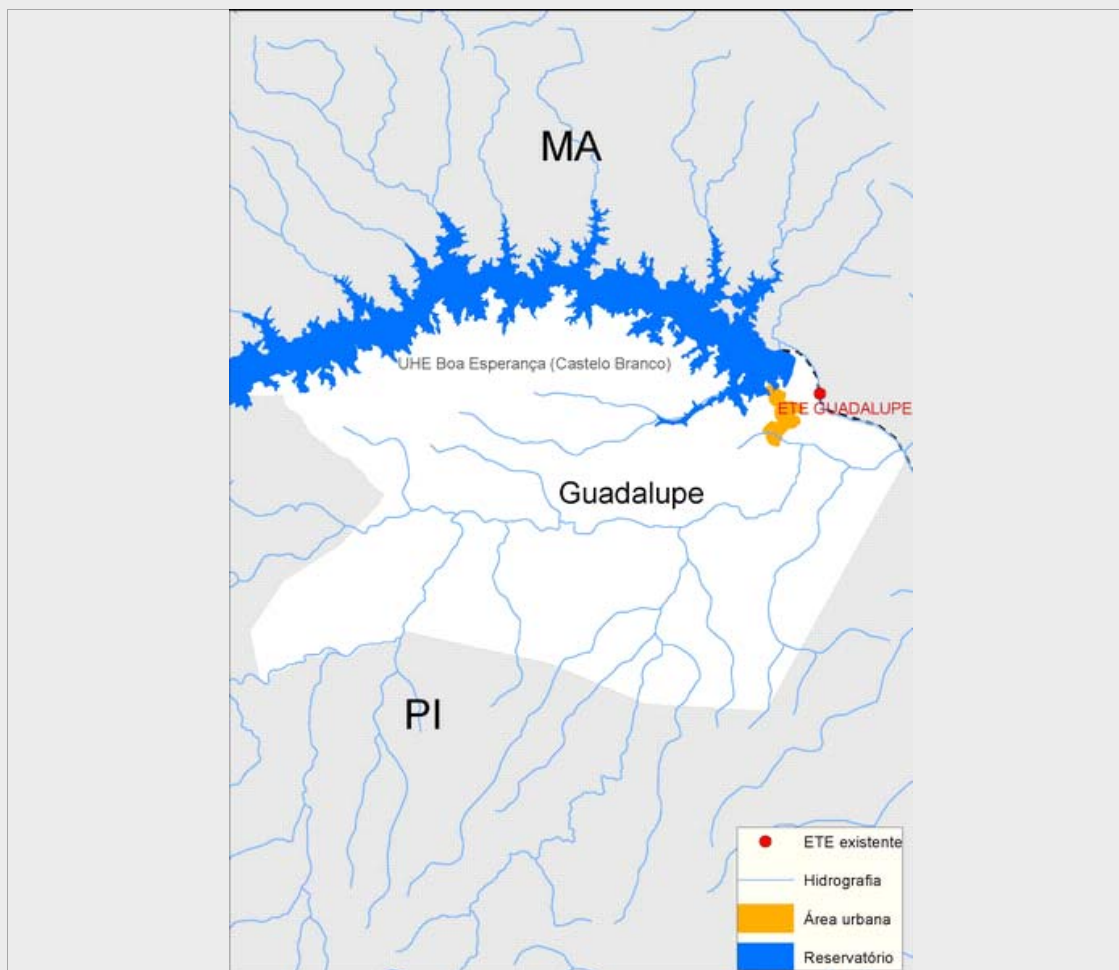 MA
UHE Boa Esperança (Castelo Branco)
ETE GUADALUPE
Guadalupe
PI
ETE existente
Hidrografia
Área urbana
Reservatório